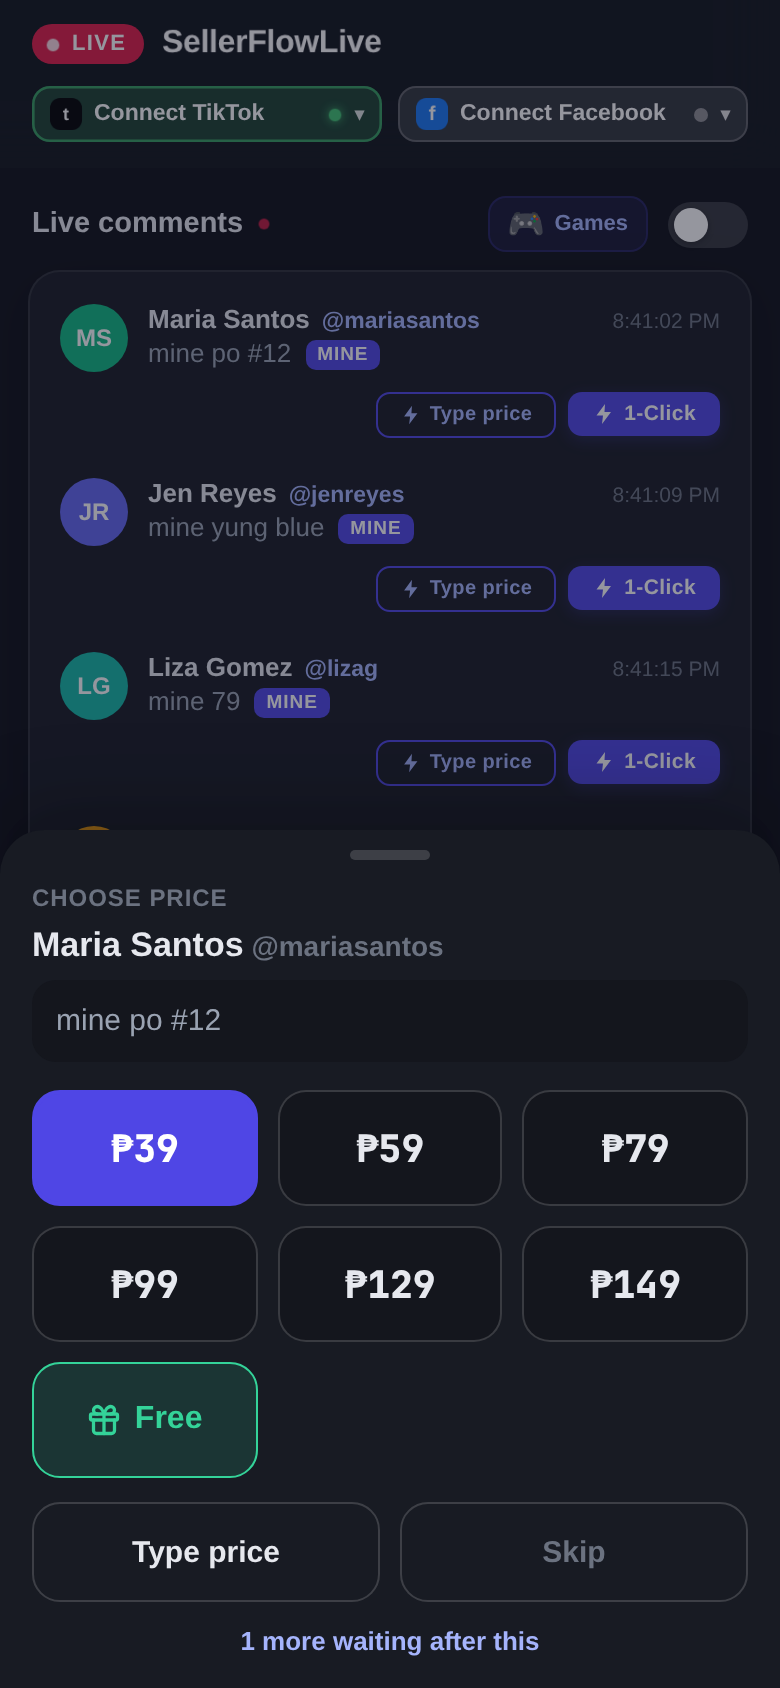 LIVE SellerFlowLive
t Connect TikTok ▾ f Connect Facebook ▾
Live comments Games
MS Maria Santos @mariasantos 8:41:02 PM
mine po #12 MINE
Type price 1-Click
JR Jen Reyes @jenreyes 8:41:09 PM
mine yung blue MINE
Type price 1-Click
LG Liza Gomez @lizag 8:41:15 PM
mine 79 MINE
Type price 1-Click
CHOOSE PRICE
Maria Santos @mariasantos
mine po #12
₱39 ₱59 ₱79
₱99 ₱129 ₱149
Free
Type price Skip
1 more waiting after this